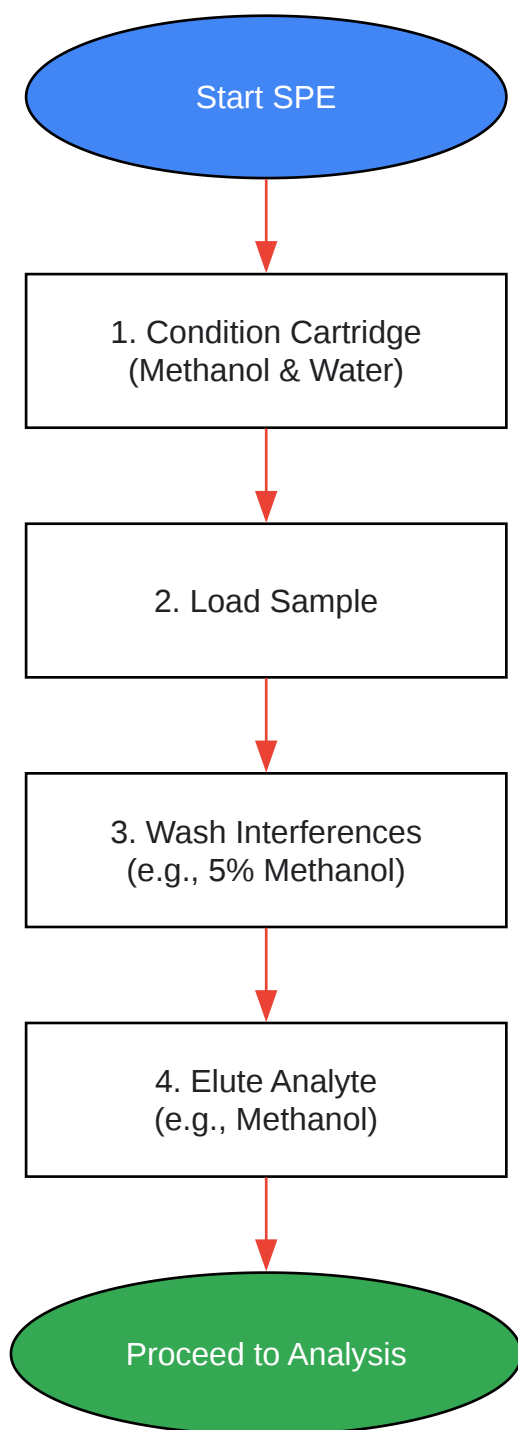 Start SPE
1. Condition Cartridge
(Methanol & Water)
2. Load Sample
3. Wash Interferences
(e.g., 5% Methanol)
4. Elute Analyte
(e.g., Methanol)
Proceed to Analysis